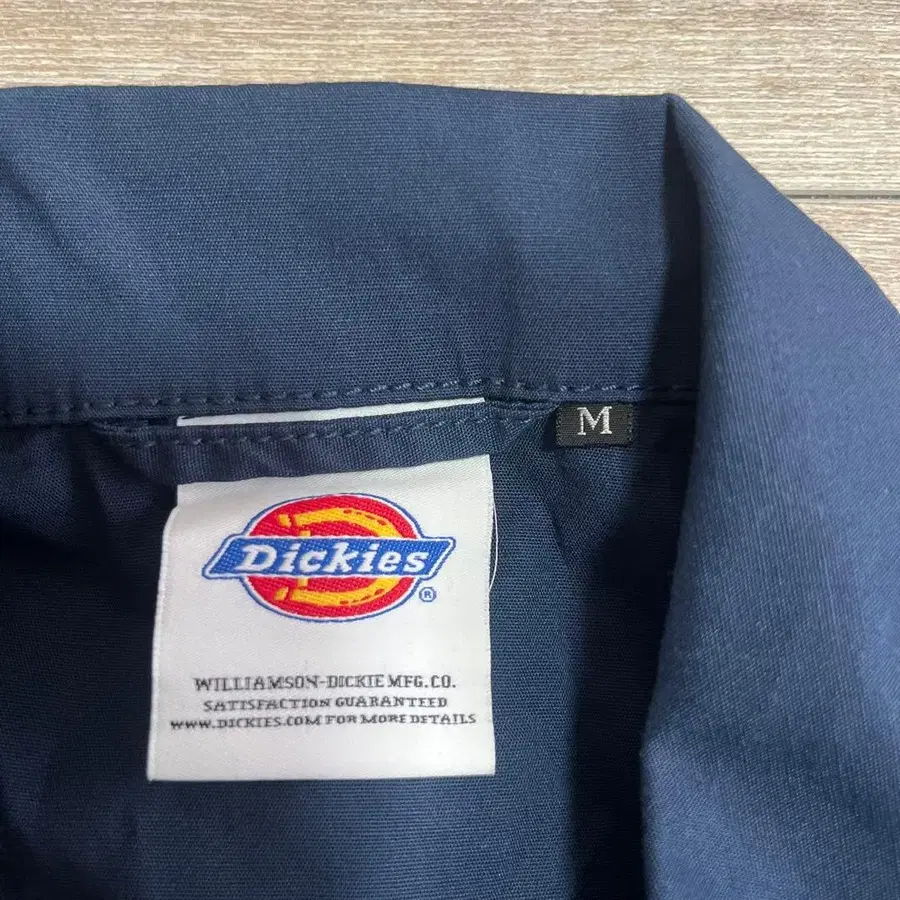 M
Dickies®
WILLIAMSON-DICKIE MFG. CO.
SATISFACTION GUARANTEED
WWW.DICKIES.COM FOR MORE DETAILS